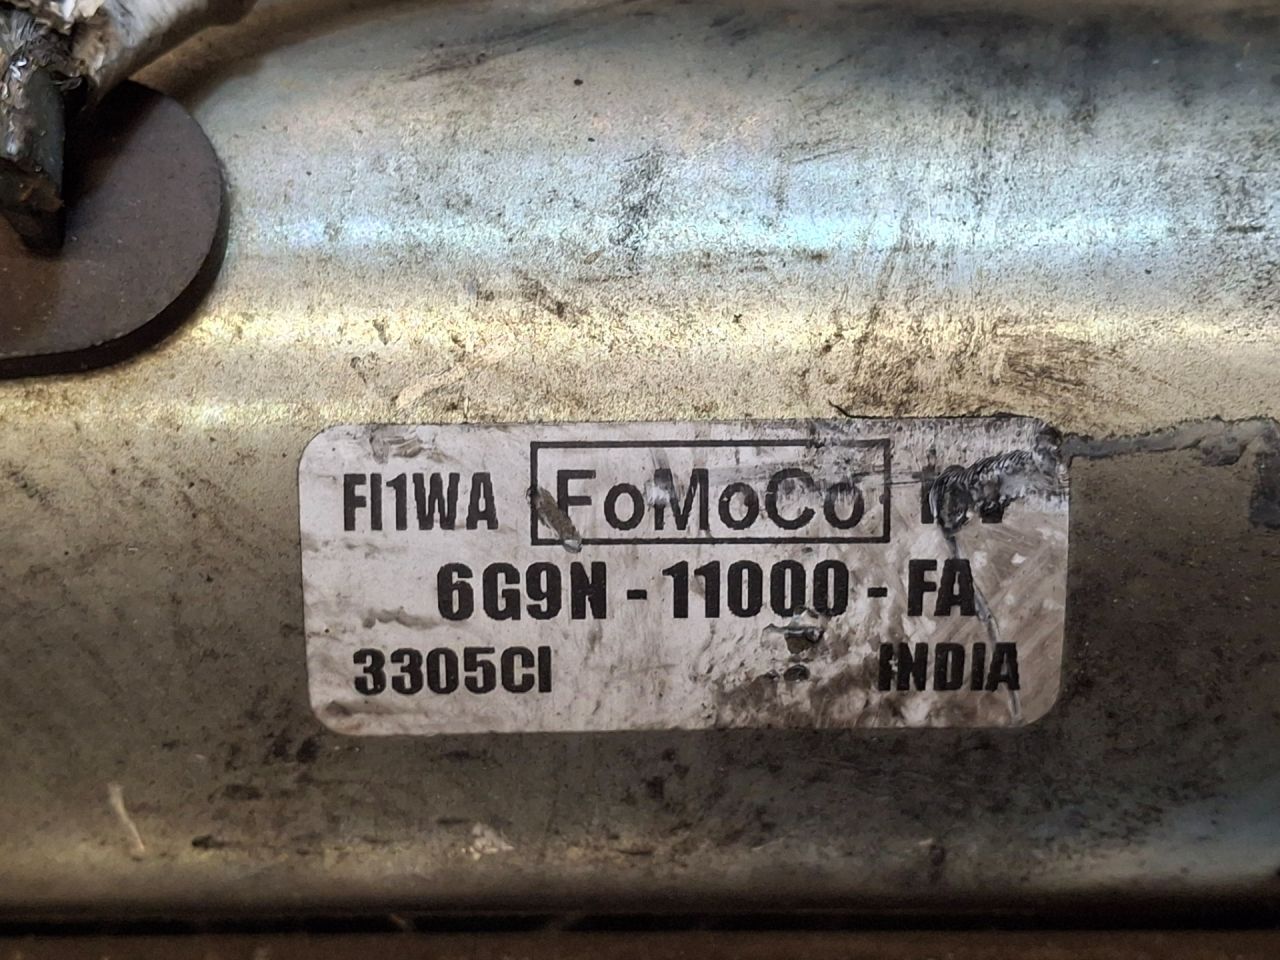 FI1WA FoMoCo
6G9N-11000-FA
3305CI INDIA